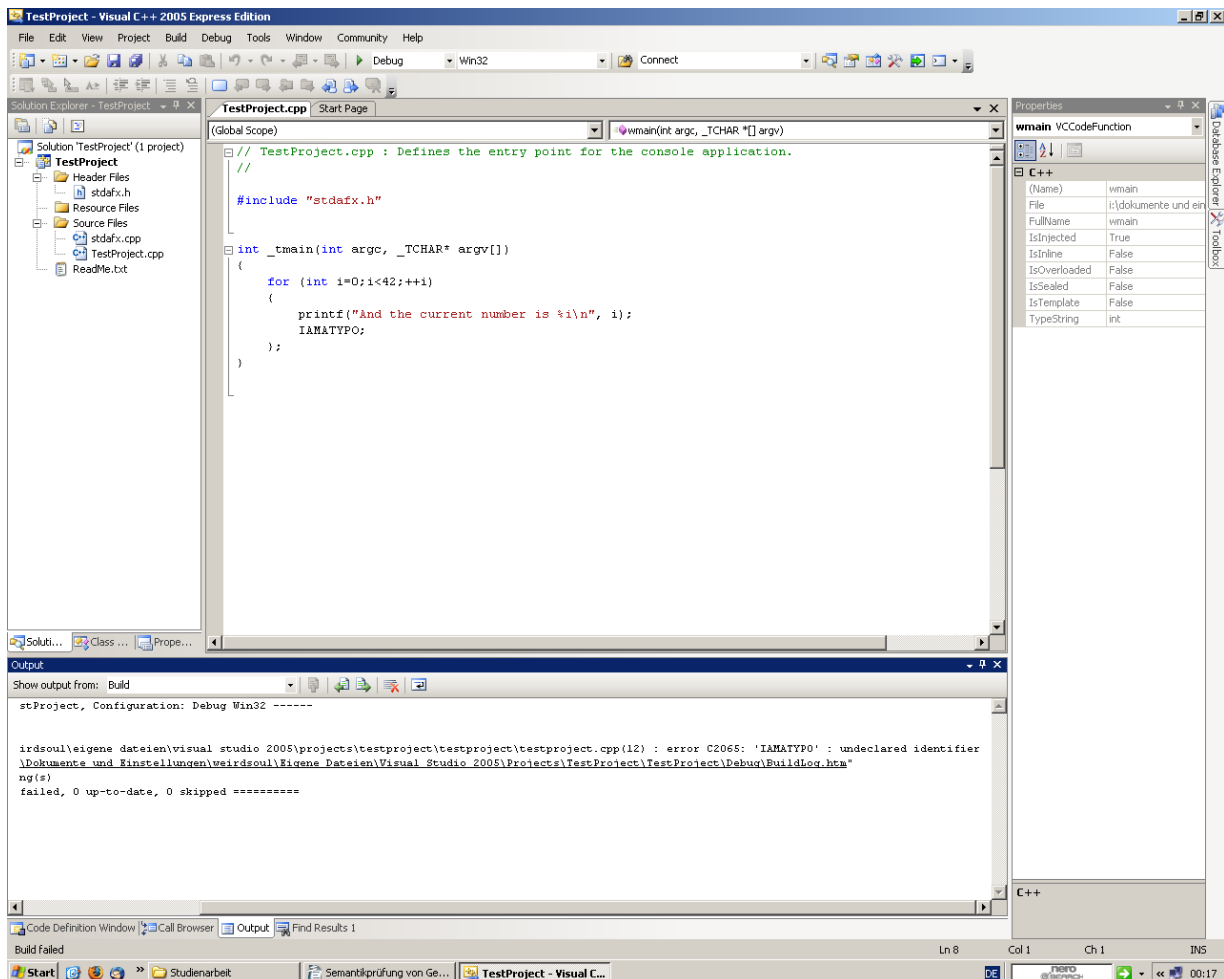 TestProject - Visual C++ 2005 Express Edition
File Edit View Project Build Debug Tools Window Community Help
Debug Win32 Connect
Solution Explorer - TestProject
TestProject.cpp Start Page
Properties
(Global Scope) wmain(int argc, _TCHAR *[] argv)
wmain VCCodeFunction
Solution 'TestProject' (1 project)
TestProject
Header Files
stdafx.h
Resource Files
Source Files
stdafx.cpp
TestProject.cpp
ReadMe.txt
// TestProject.cpp : Defines the entry point for the console application.
//
#include "stdafx.h"
int _tmain(int argc, _TCHAR* argv[])
{
for (int i=0;i<42;++i)
{
printf("And the current number is %i\n", i);
IAMATYPO;
};
}
C++
(Name) wmain
File i:\dokumente und ein
FullName wmain
IsInjected True
IsInline False
IsOverloaded False
IsSealed False
IsTemplate False
TypeString int
Database Explorer
Toolbox
Soluti... Class ... Prope...
Output
Show output from: Build
stProject, Configuration: Debug Win32 ------
irdsoul\eigene dateien\visual studio 2005\projects\testproject\testproject\testproject.cpp(12) : error C2065: 'IAMATYPO' : undeclared identifier
\Dokumente und Einstellungen\weirdsoul\Eigene Dateien\Visual Studio 2005\Projects\TestProject\TestProject\Debug\BuildLog.htm"
ng(s)
failed, 0 up-to-date, 0 skipped ==========
C++
Code Definition Window Call Browser Output Find Results 1
Build failed Ln 8 Col 1 Ch 1 INS
Start Studienarbeit Semantikprüfung von Ge... TestProject - Visual C... DE nero SEARCH 00:17